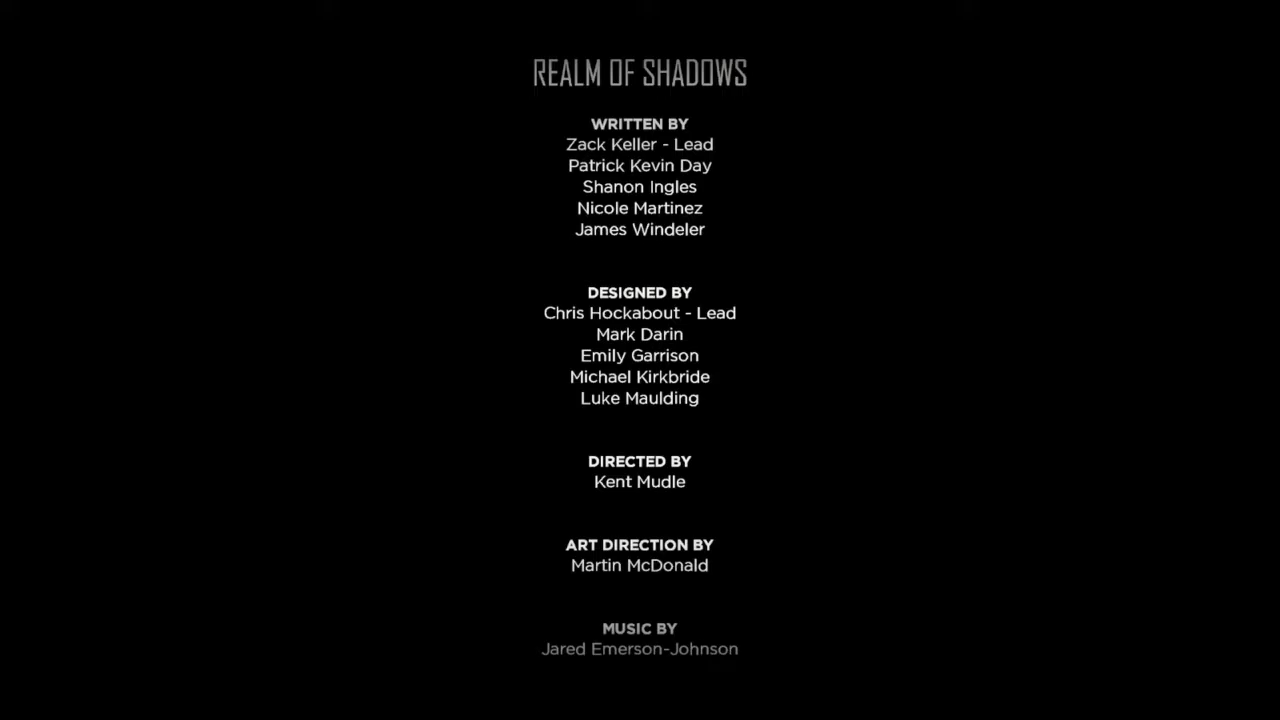 REALM OF SHADOWS
WRITTEN BY
Zack Keller - Lead
Patrick Kevin Day
Shanon Ingles
Nicole Martinez
James Windeler
DESIGNED BY
Chris Hockabout - Lead
Mark Darin
Emily Garrison
Michael Kirkbride
Luke Maulding
DIRECTED BY
Kent Mudle
ART DIRECTION BY
Martin McDonald
MUSIC BY
Jared Emerson-Johnson